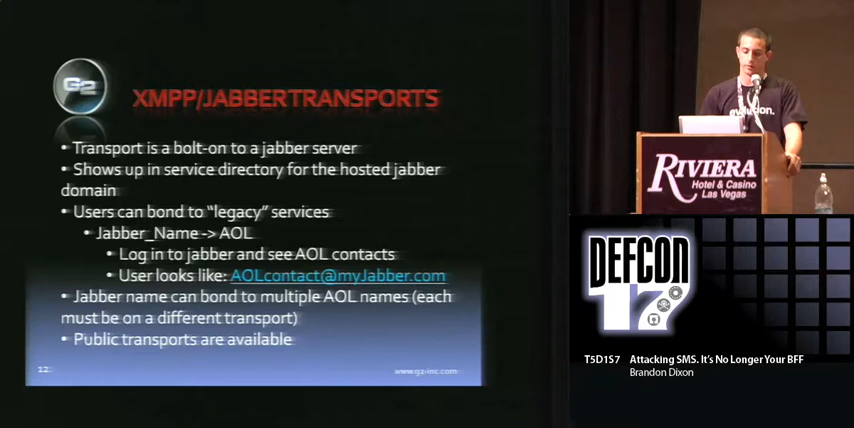 G2
XMPP/JABBER TRANSPORTS
• Transport is a bolt-on to a jabber server
• Shows up in service directory for the hosted jabber
domain
• Users can bond to “legacy” services
• Jabber_Name -> AOL
• Log in to jabber and see AOL contacts
• User looks like: AOLcontact@myJabber.com
• Jabber name can bond to multiple AOL names (each
must be on a different transport)
• Public transports are available
12
www.g2-inc.com
RIVIERA
Hotel & Casino
Las Vegas
DEFCON
17
T5D1S7 Attacking SMS. It's No Longer Your BFF
Brandon Dixon